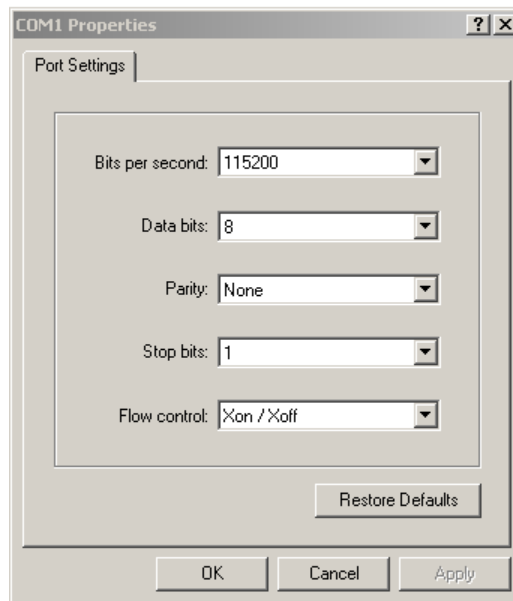 COM1 Properties
Port Settings
Bits per second: 115200
Data bits: 8
Parity: None
Stop bits: 1
Flow control: Xon / Xoff
Restore Defaults
OK Cancel Apply